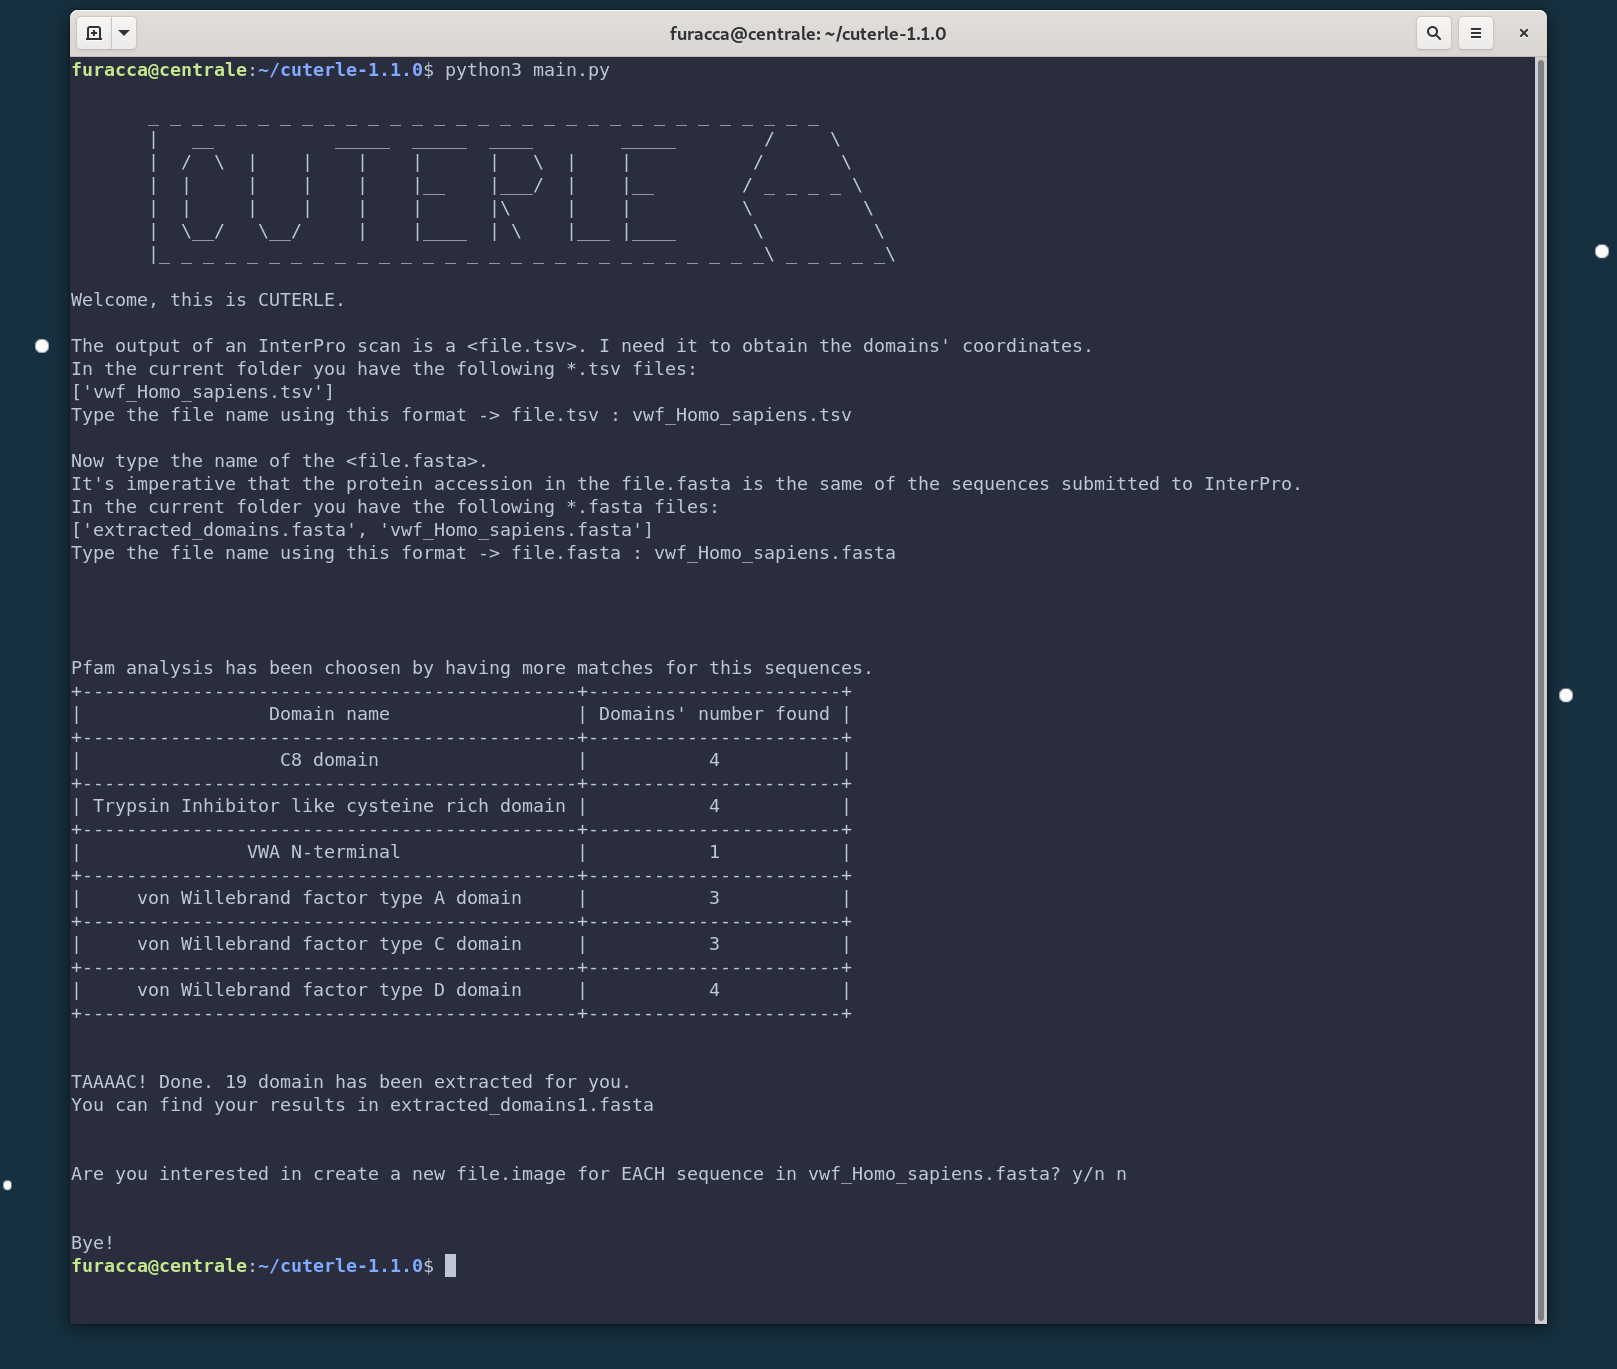 furacca@centrale: ~/cuterle-1.1.0
furacca@centrale:~/cuterle-1.1.0$ python3 main.py
CUTERLE
Welcome, this is CUTERLE.
The output of an InterPro scan is a <file.tsv>. I need it to obtain the domains' coordinates.
In the current folder you have the following *.tsv files:
['vwf_Homo_sapiens.tsv']
Type the file name using this format -> file.tsv : vwf_Homo_sapiens.tsv
Now type the name of the <file.fasta>.
It's imperative that the protein accession in the file.fasta is the same of the sequences submitted to InterPro.
In the current folder you have the following *.fasta files:
['extracted_domains.fasta', 'vwf_Homo_sapiens.fasta']
Type the file name using this format -> file.fasta : vwf_Homo_sapiens.fasta
Pfam analysis has been choosen by having more matches for this sequences.
+---------------------------------------------+-----------------------+
|                 Domain name                 | Domains' number found |
+---------------------------------------------+-----------------------+
|                  C8 domain                  |           4           |
+---------------------------------------------+-----------------------+
| Trypsin Inhibitor like cysteine rich domain |           4           |
+---------------------------------------------+-----------------------+
|               VWA N-terminal                |           1           |
+---------------------------------------------+-----------------------+
|     von Willebrand factor type A domain     |           3           |
+---------------------------------------------+-----------------------+
|     von Willebrand factor type C domain     |           3           |
+---------------------------------------------+-----------------------+
|     von Willebrand factor type D domain     |           4           |
+---------------------------------------------+-----------------------+
TAAAAC! Done. 19 domain has been extracted for you.
You can find your results in extracted_domains1.fasta
Are you interested in create a new file.image for EACH sequence in vwf_Homo_sapiens.fasta? y/n n
Bye!
furacca@centrale:~/cuterle-1.1.0$